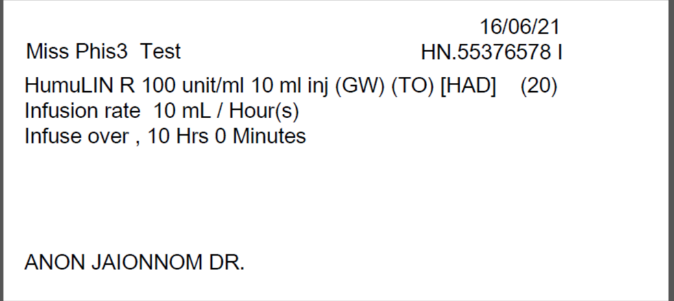 16/06/21
Miss Phis3 Test HN.55376578 I
HumuLIN R 100 unit/ml 10 ml inj (GW) (TO) [HAD] (20)
Infusion rate 10 mL / Hour(s)
Infuse over , 10 Hrs 0 Minutes
ANON JAIONNOM DR.